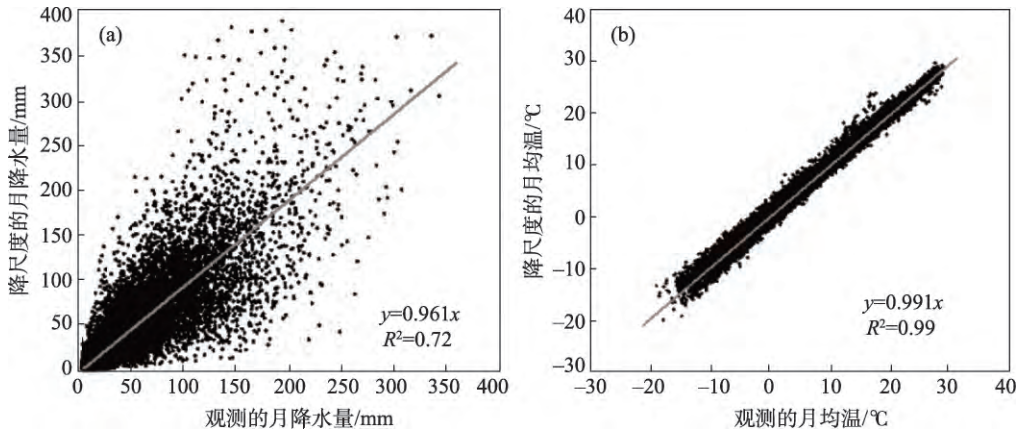 (a)
降尺度的月降水量/mm
400
350
300
250
200
150
100
50
0
y=0.961x
R²=0.72
0 50 100 150 200 250 300 350 400
观测的月降水量/mm
(b)
降尺度的月均温/℃
40
30
20
10
0
−10
−20
−30
y=0.991x
R²=0.99
−30 −20 −10 0 10 20 30 40
观测的月均温/℃